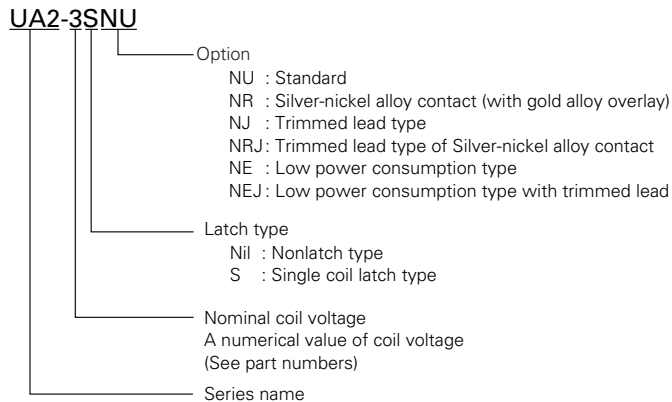 UA2-3SNU
Option
NU : Standard
NR : Silver-nickel alloy contact (with gold alloy overlay)
NJ : Trimmed lead type
NRJ : Trimmed lead type of Silver-nickel alloy contact
NE : Low power consumption type
NEJ : Low power consumption type with trimmed lead
Latch type
Nil : Nonlatch type
S : Single coil latch type
Nominal coil voltage
A numerical value of coil voltage
(See part numbers)
Series name